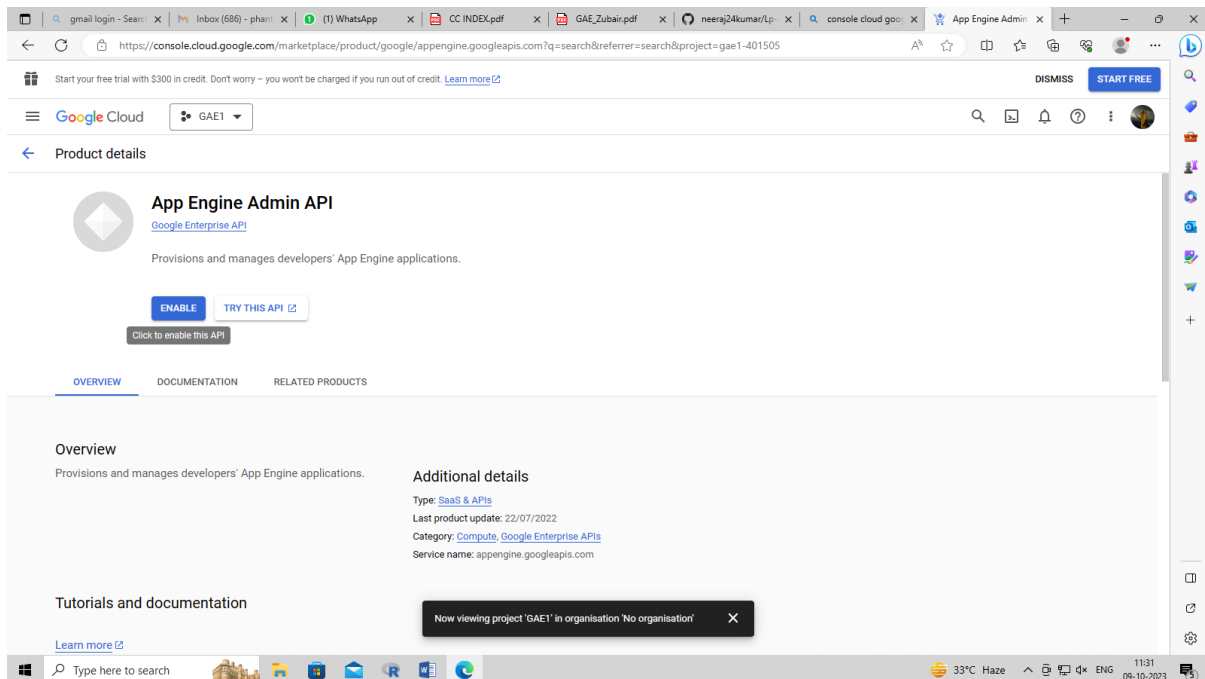 gmail login - Searc
Inbox (686) - phant
(1) WhatsApp
CC INDEX.pdf
GAE_Zubair.pdf
neeraj24kumar/Lp-
console cloud goo
App Engine Admin
https://console.cloud.google.com/marketplace/product/google/appengine.googleapis.com?q=search&referrer=search&project=gae1-401505
Start your free trial with $300 in credit. Don't worry – you won't be charged if you run out of credit. Learn more
DISMISS
START FREE
Google Cloud
GAE1
Product details
App Engine Admin API
Google Enterprise API
Provisions and manages developers' App Engine applications.
ENABLE
TRY THIS API
Click to enable this API
OVERVIEW
DOCUMENTATION
RELATED PRODUCTS
Overview
Provisions and manages developers' App Engine applications.
Additional details
Type: SaaS & APIs
Last product update: 22/07/2022
Category: Compute, Google Enterprise APIs
Service name: appengine.googleapis.com
Tutorials and documentation
Learn more
Now viewing project 'GAE1' in organisation 'No organisation'
Type here to search
33°C Haze
ENG
11:31
09-10-2023